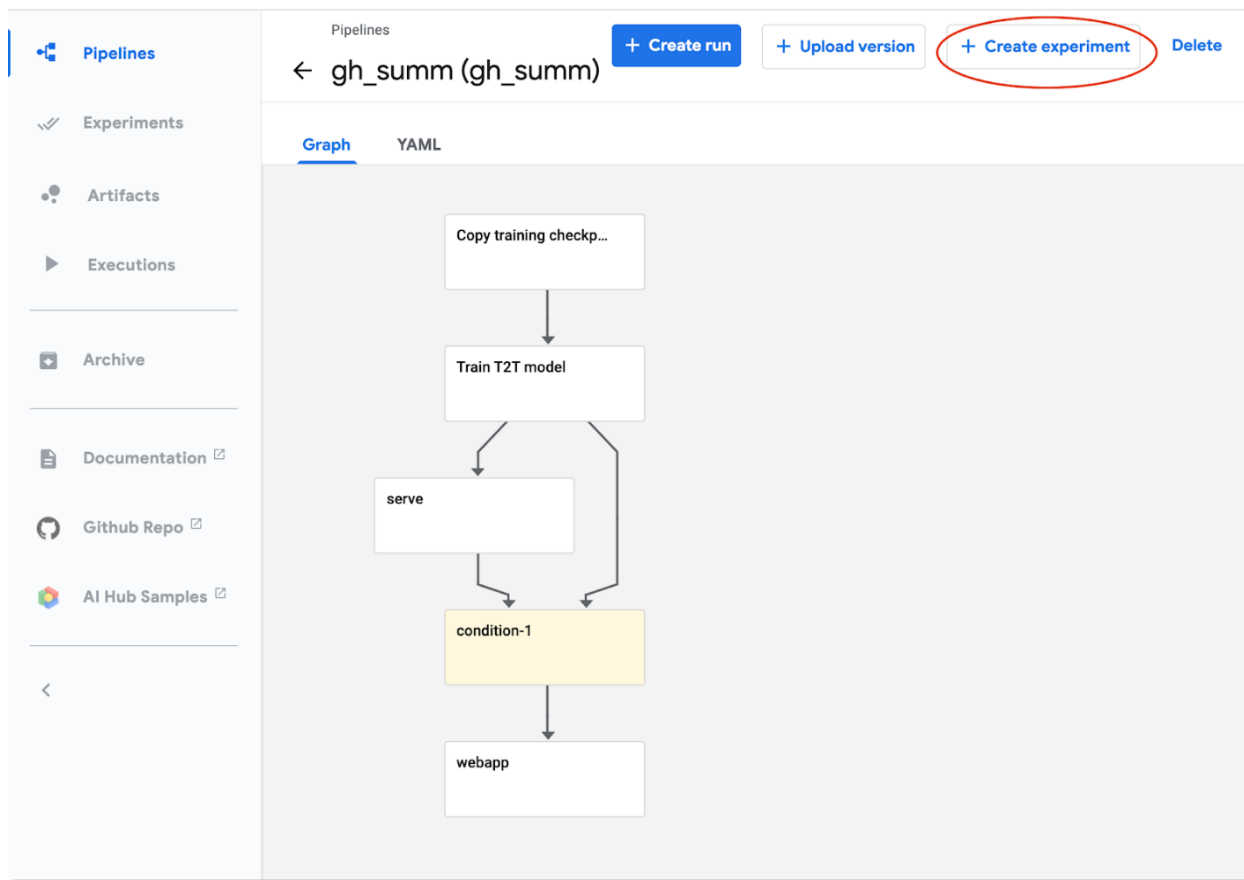 Pipelines
Experiments
Artifacts
Executions
Archive
Documentation
Github Repo
AI Hub Samples
Pipelines
gh_summ (gh_summ)
+ Create run
+ Upload version
+ Create experiment
Delete
Graph
YAML
Copy training checkp...
Train T2T model
serve
condition-1
webapp